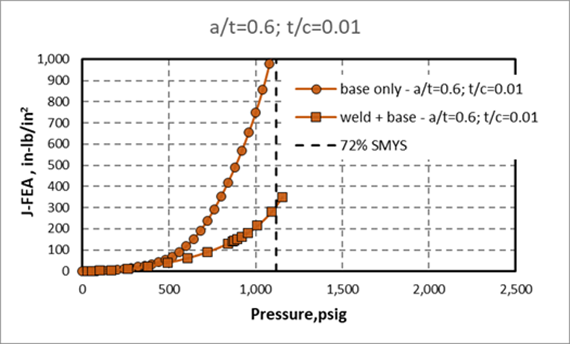 a/t=0.6; t/c=0.01
J-FEA , in-lb/in²
1,000
900
800
700
600
500
400
300
200
100
0
base only - a/t=0.6; t/c=0.01
weld + base - a/t=0.6; t/c=0.01
72% SMYS
0 500 1,000 1,500 2,000 2,500
Pressure,psig